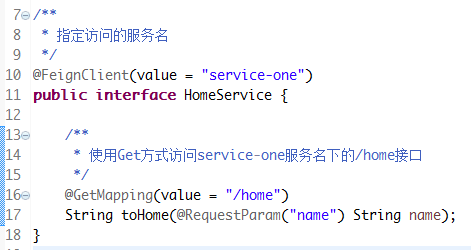 7 /**
8  * 指定访问的服务名
9  */
10 @FeignClient(value = "service-one")
11 public interface HomeService {
12
13     /**
14      * 使用Get方式访问service-one服务名下的/home接口
15      */
16     @GetMapping(value = "/home")
17     String toHome(@RequestParam("name") String name);
18 }